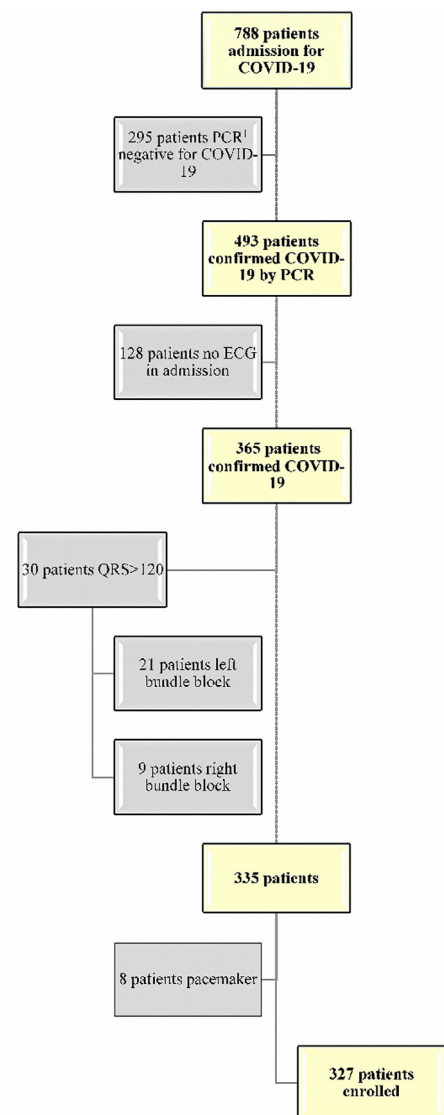 788 patients
admission for
COVID-19
295 patients PCR¹
negative for COVID-
19
493 patients
confirmed COVID-
19 by PCR
128 patients no ECG
in admission
365 patients
confirmed COVID-
19
30 patients QRS>120
21 patients left
bundle block
9 patients right
bundle block
335 patients
8 patients pacemaker
327 patients
enrolled